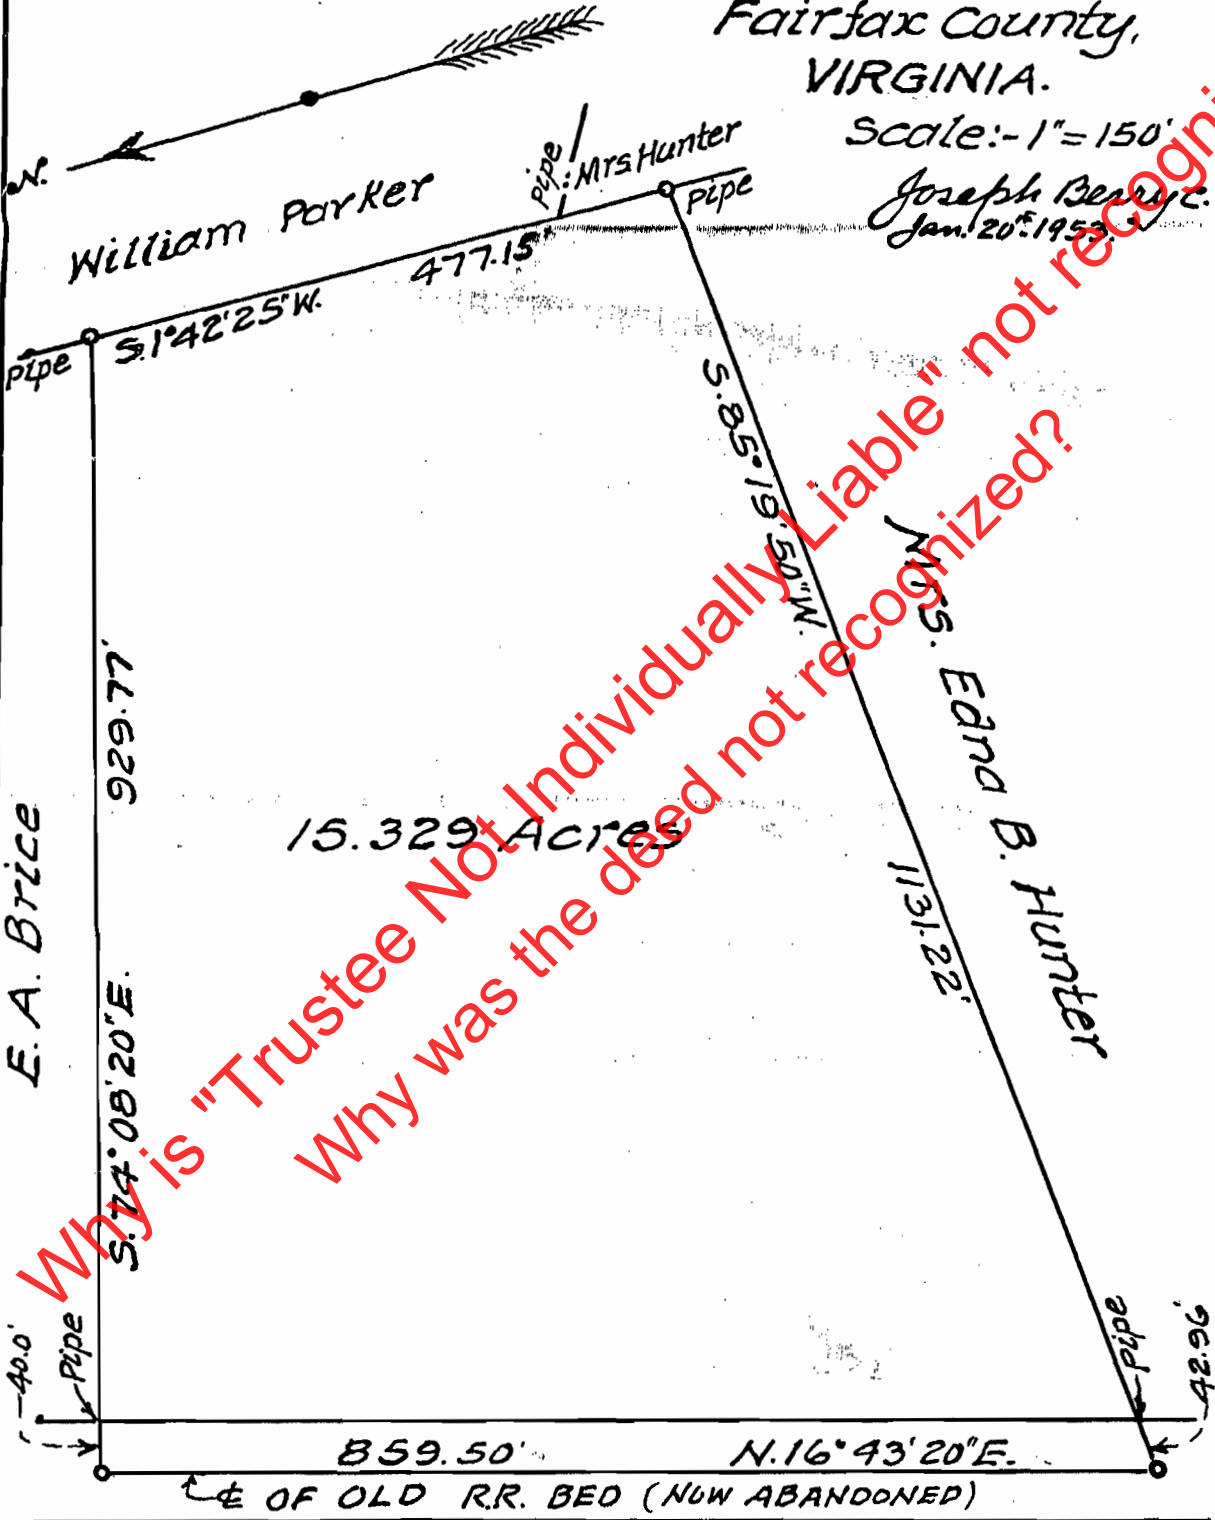 Fairfax County,
VIRGINIA.
Scale:- 1"= 150'
Joseph Berry C.
Jan. 20th 1953.
N.
William Parker
Pipe
Mrs. Hunter
Pipe
477.15'
S.1°42'25"W.
Pipe
S.85°19'50"W.
1131.22'
Mrs. Edna B. Hunter
929.77'
S.74°08'20"E.
E. A. Brice
15.329 Acres
Why is "Trustee Not Individually Liable" not recogni
Why was the deed not recognized?
40.0'
Pipe
Pipe
42.96'
859.50' N.16°43'20"E.
℄ OF OLD R.R. BED (NOW ABANDONED)